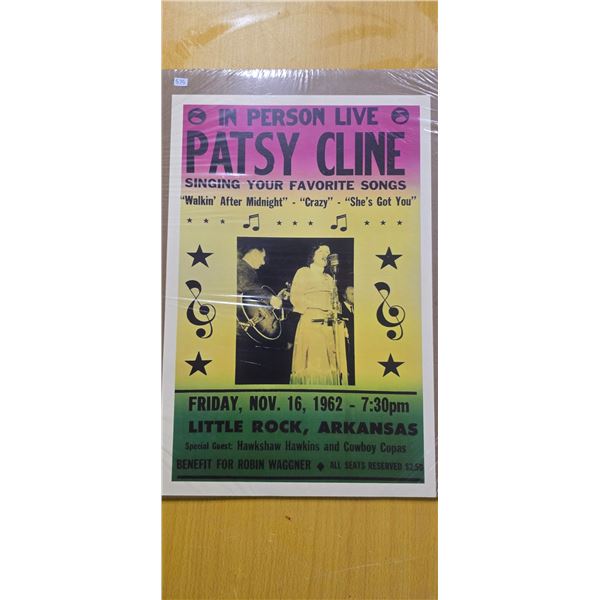 IN PERSON LIVE
PATSY CLINE
SINGING YOUR FAVORITE SONGS
"Walkin' After Midnight" - "Crazy" - "She's Got You"
FRIDAY, NOV. 16, 1962 - 7:30pm
LITTLE ROCK, ARKANSAS
Special Guest: Hawkshaw Hawkins and Cowboy Copas
BENEFIT FOR ROBIN WAGGNER ♦ ALL SEATS RESERVED $2.50